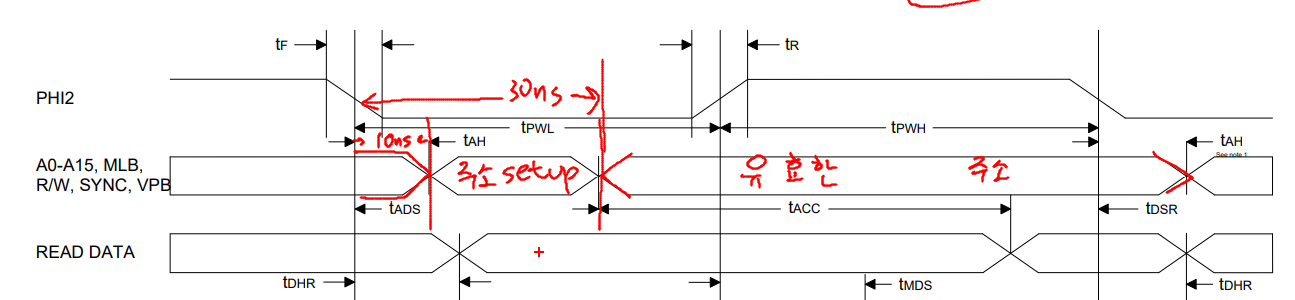 tF
tR
PHI2
30ns
tPWL
tPWH
10ns
tAH
tAH
See note 1
A0-A15, MLB,
R/W, SYNC, VPB
주소 setup
유효한 주소
tADS
tACC
tDSR
READ DATA
tDHR
tMDS
tDHR